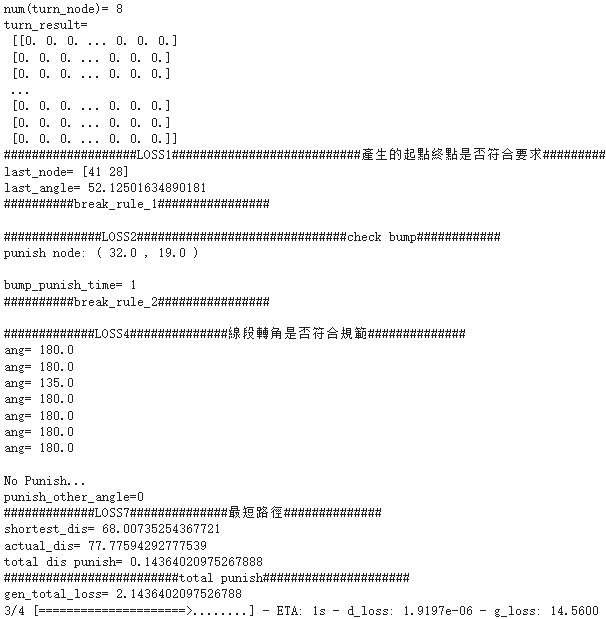 num(turn_node)= 8
turn_result=
[[0. 0. 0. ... 0. 0. 0.]
[0. 0. 0. ... 0. 0. 0.]
[0. 0. 0. ... 0. 0. 0.]
...
[0. 0. 0. ... 0. 0. 0.]
[0. 0. 0. ... 0. 0. 0.]
[0. 0. 0. ... 0. 0. 0.]]
###################LOSS1###########################產生的起點終點是否符合要求#########
last_node= [41 28]
last_angle= 52.12501634890181
##########break_rule_1################
##############LOSS2##############################check bump############
punish node: ( 32.0 , 19.0 )
bump_punish_time= 1
##########break_rule_2################
#############LOSS4##############線段轉角是否符合規範##############
ang= 180.0
ang= 180.0
ang= 135.0
ang= 180.0
ang= 180.0
ang= 180.0
ang= 180.0
No Punish...
punish_other_angle=0
#############LOSS7##############最短路徑##############
shortest_dis= 68.00735254367721
actual_dis= 77.77594292777539
total dis punish= 0.14364020975267888
#########################total punish#####################
gen_total_loss= 2.1436402097526788
3/4 [=====================>........] - ETA: 1s - d_loss: 1.9197e-06 - g_loss: 14.5600